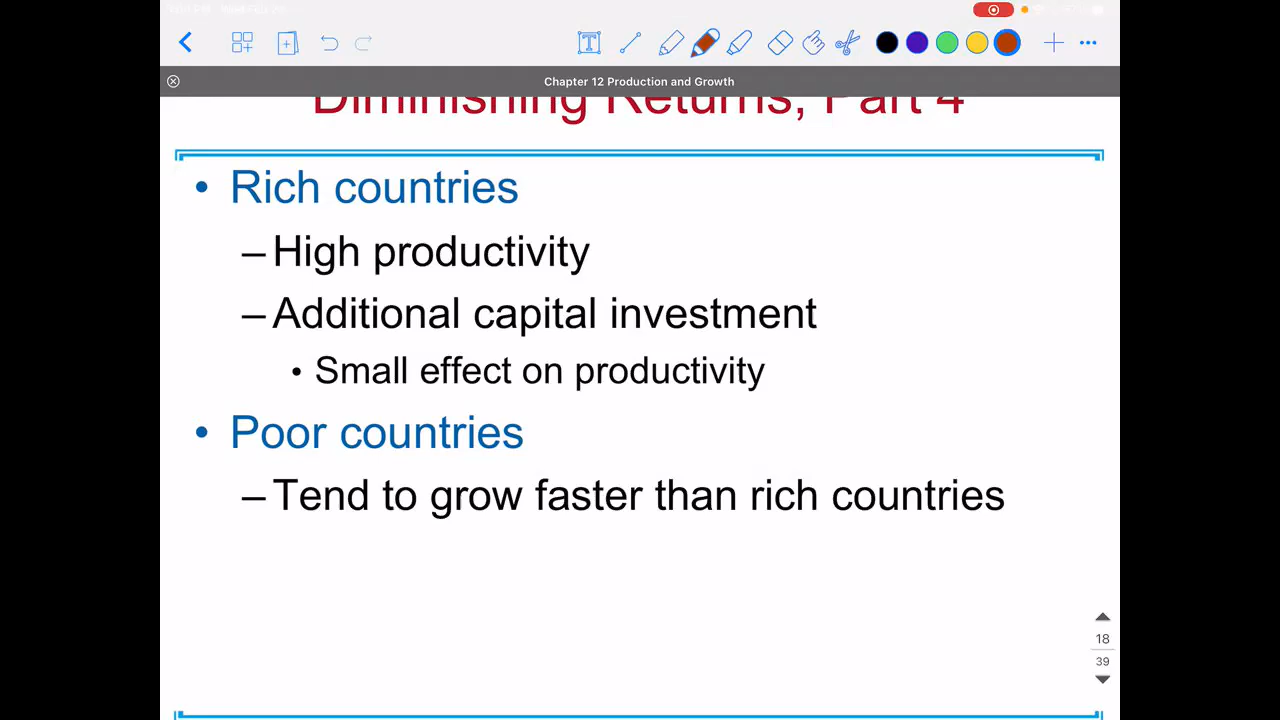 Chapter 12 Production and Growth
Diminishing Returns, Part 4
• Rich countries
–High productivity
–Additional capital investment
• Small effect on productivity
• Poor countries
–Tend to grow faster than rich countries
18
39